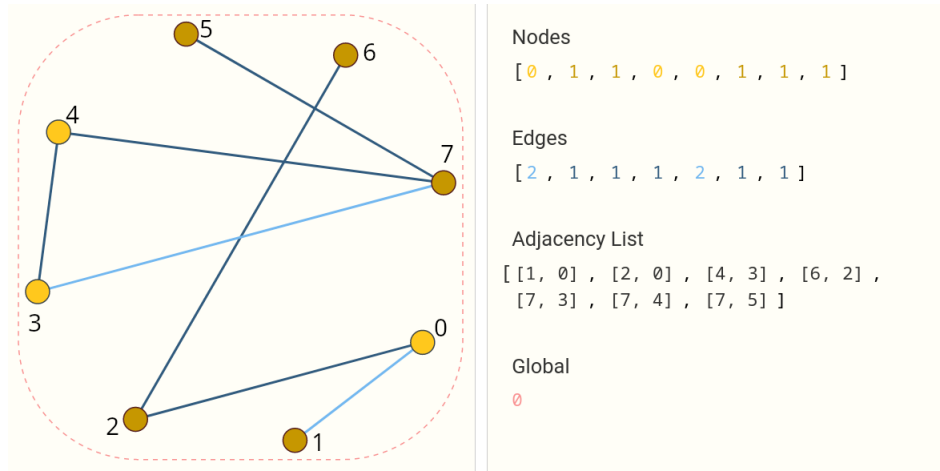 5
6
4
7
3
0
2
1
Nodes
[ 0 , 1 , 1 , 0 , 0 , 1 , 1 , 1 ]
Edges
[ 2 , 1 , 1 , 1 , 2 , 1 , 1 ]
Adjacency List
[ [1, 0] , [2, 0] , [4, 3] , [6, 2] ,
[7, 3] , [7, 4] , [7, 5] ]
Global
0